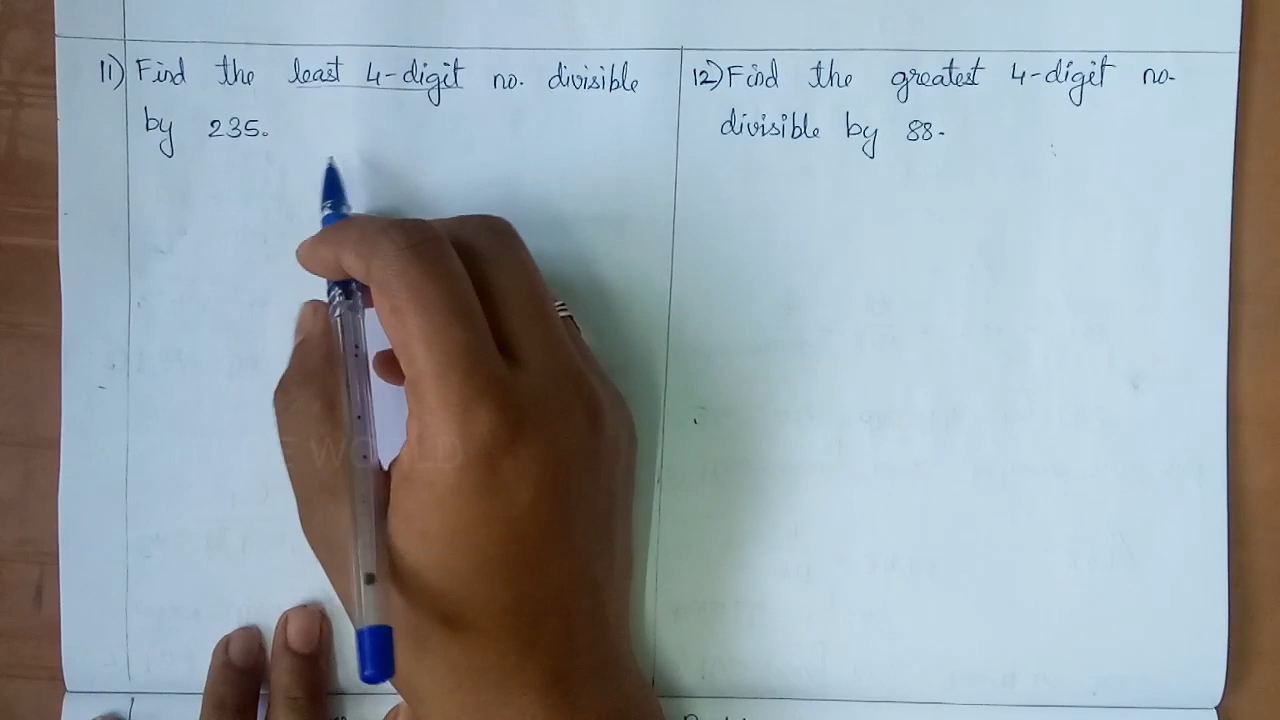 11) Find the least 4-digit no. divisible
by 235.
12) Find the greatest 4-digit no.
divisible by 88.